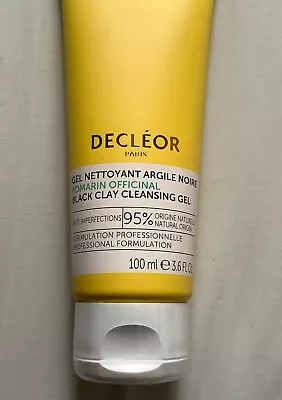 DECLÉOR
PARIS
GEL NETTOYANT ARGILE NOIRE
ROMARIN OFFICINAL
BLACK CLAY CLEANSING GEL
ANTI-IMPERFECTIONS 95% ORIGINE NATURELLE
NATURAL ORIGIN
FORMULATION PROFESSIONNELLE
PROFESSIONAL FORMULATION
100 ml ℮ 3.6 Fl.Oz